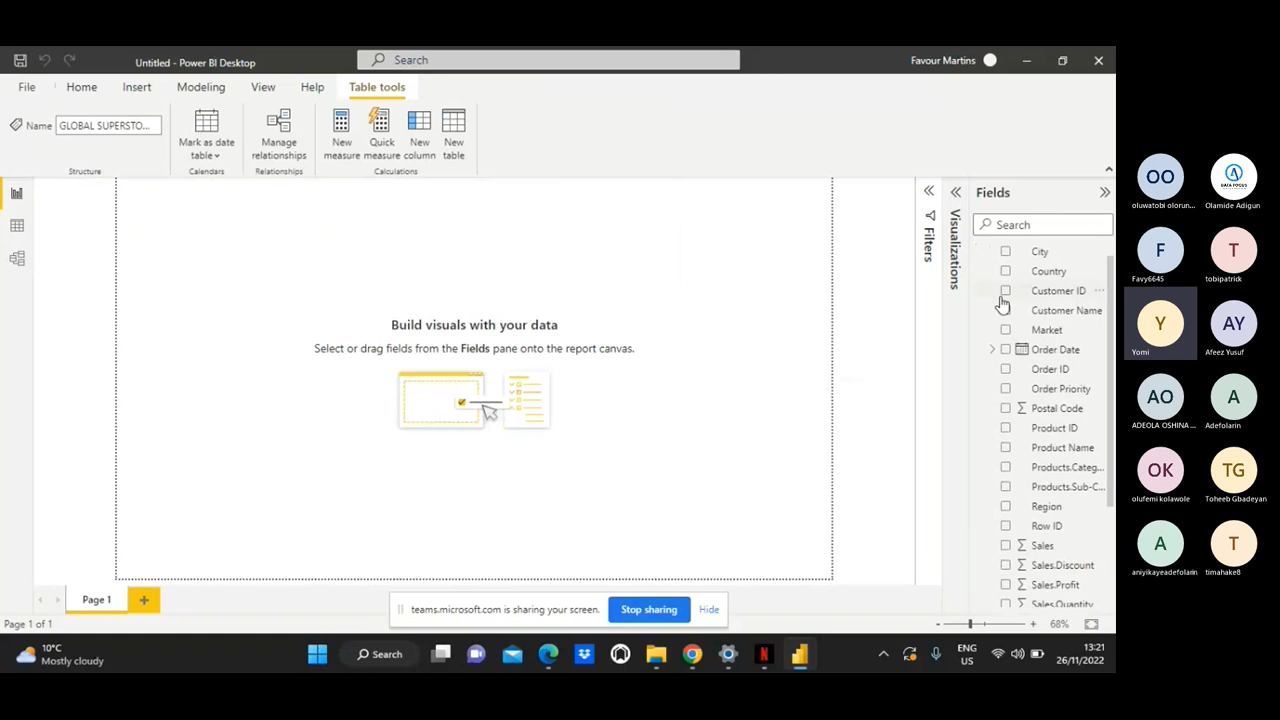 Untitled - Power BI Desktop
Search
Favour Martins
File
Home
Insert
Modeling
View
Help
Table tools
Name
GLOBAL SUPERSTO...
Mark as date
table
Manage
relationships
New
measure
Quick
measure
New
column
New
table
Structure
Calendars
Relationships
Calculations
Filters
Visualizations
Fields
Search
City
Country
Customer ID
Customer Name
Market
Order Date
Order ID
Order Priority
Postal Code
Product ID
Product Name
Products.Categ...
Products.Sub-C...
Region
Row ID
Sales
Sales.Discount
Sales.Profit
Sales.Quantity
Build visuals with your data
Select or drag fields from the Fields pane onto the report canvas.
Page 1
teams.microsoft.com is sharing your screen.
Stop sharing
Hide
Page 1 of 1
68%
10°C
Mostly cloudy
Search
ENG
US
13:21
26/11/2022
OO
oluwatobi olorun...
DATA FOCUS
Olamide Adigun
F
Favy6645
T
tobipatrick
Y
Yomi
AY
Afeez Yusuf
AO
ADEOLA OSHINA ...
A
Adefolarin
OK
olufemi kolawole
TG
Toheeb Gbadeyan
A
aniyikayeadefolarin
T
timahake8